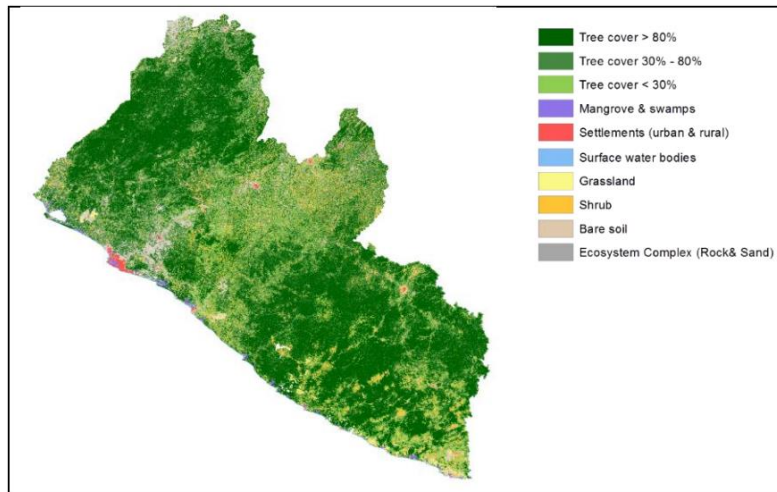 Tree cover > 80%
Tree cover 30% - 80%
Tree cover < 30%
Mangrove & swamps
Settlements (urban & rural)
Surface water bodies
Grassland
Shrub
Bare soil
Ecosystem Complex (Rock& Sand)